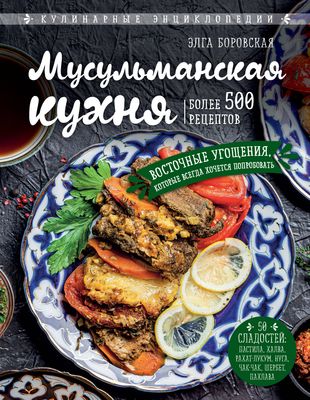 КУЛИНАРНЫЕ ЭНЦИКЛОПЕДИИ
ЭЛГА БОРОВСКАЯ
Мусульманская
кухня
БОЛЕЕ 500
РЕЦЕПТОВ
ВОСТОЧНЫЕ УГОЩЕНИЯ,
КОТОРЫЕ ВСЕГДА ХОЧЕТСЯ ПОПРОБОВАТЬ
50
СЛАДОСТЕЙ:
ПАСТИЛА, ХАЛВА,
РАХАТ-ЛУКУМ, НУГА,
ЧАК-ЧАК, ШЕРБЕТ,
ПАХЛАВА